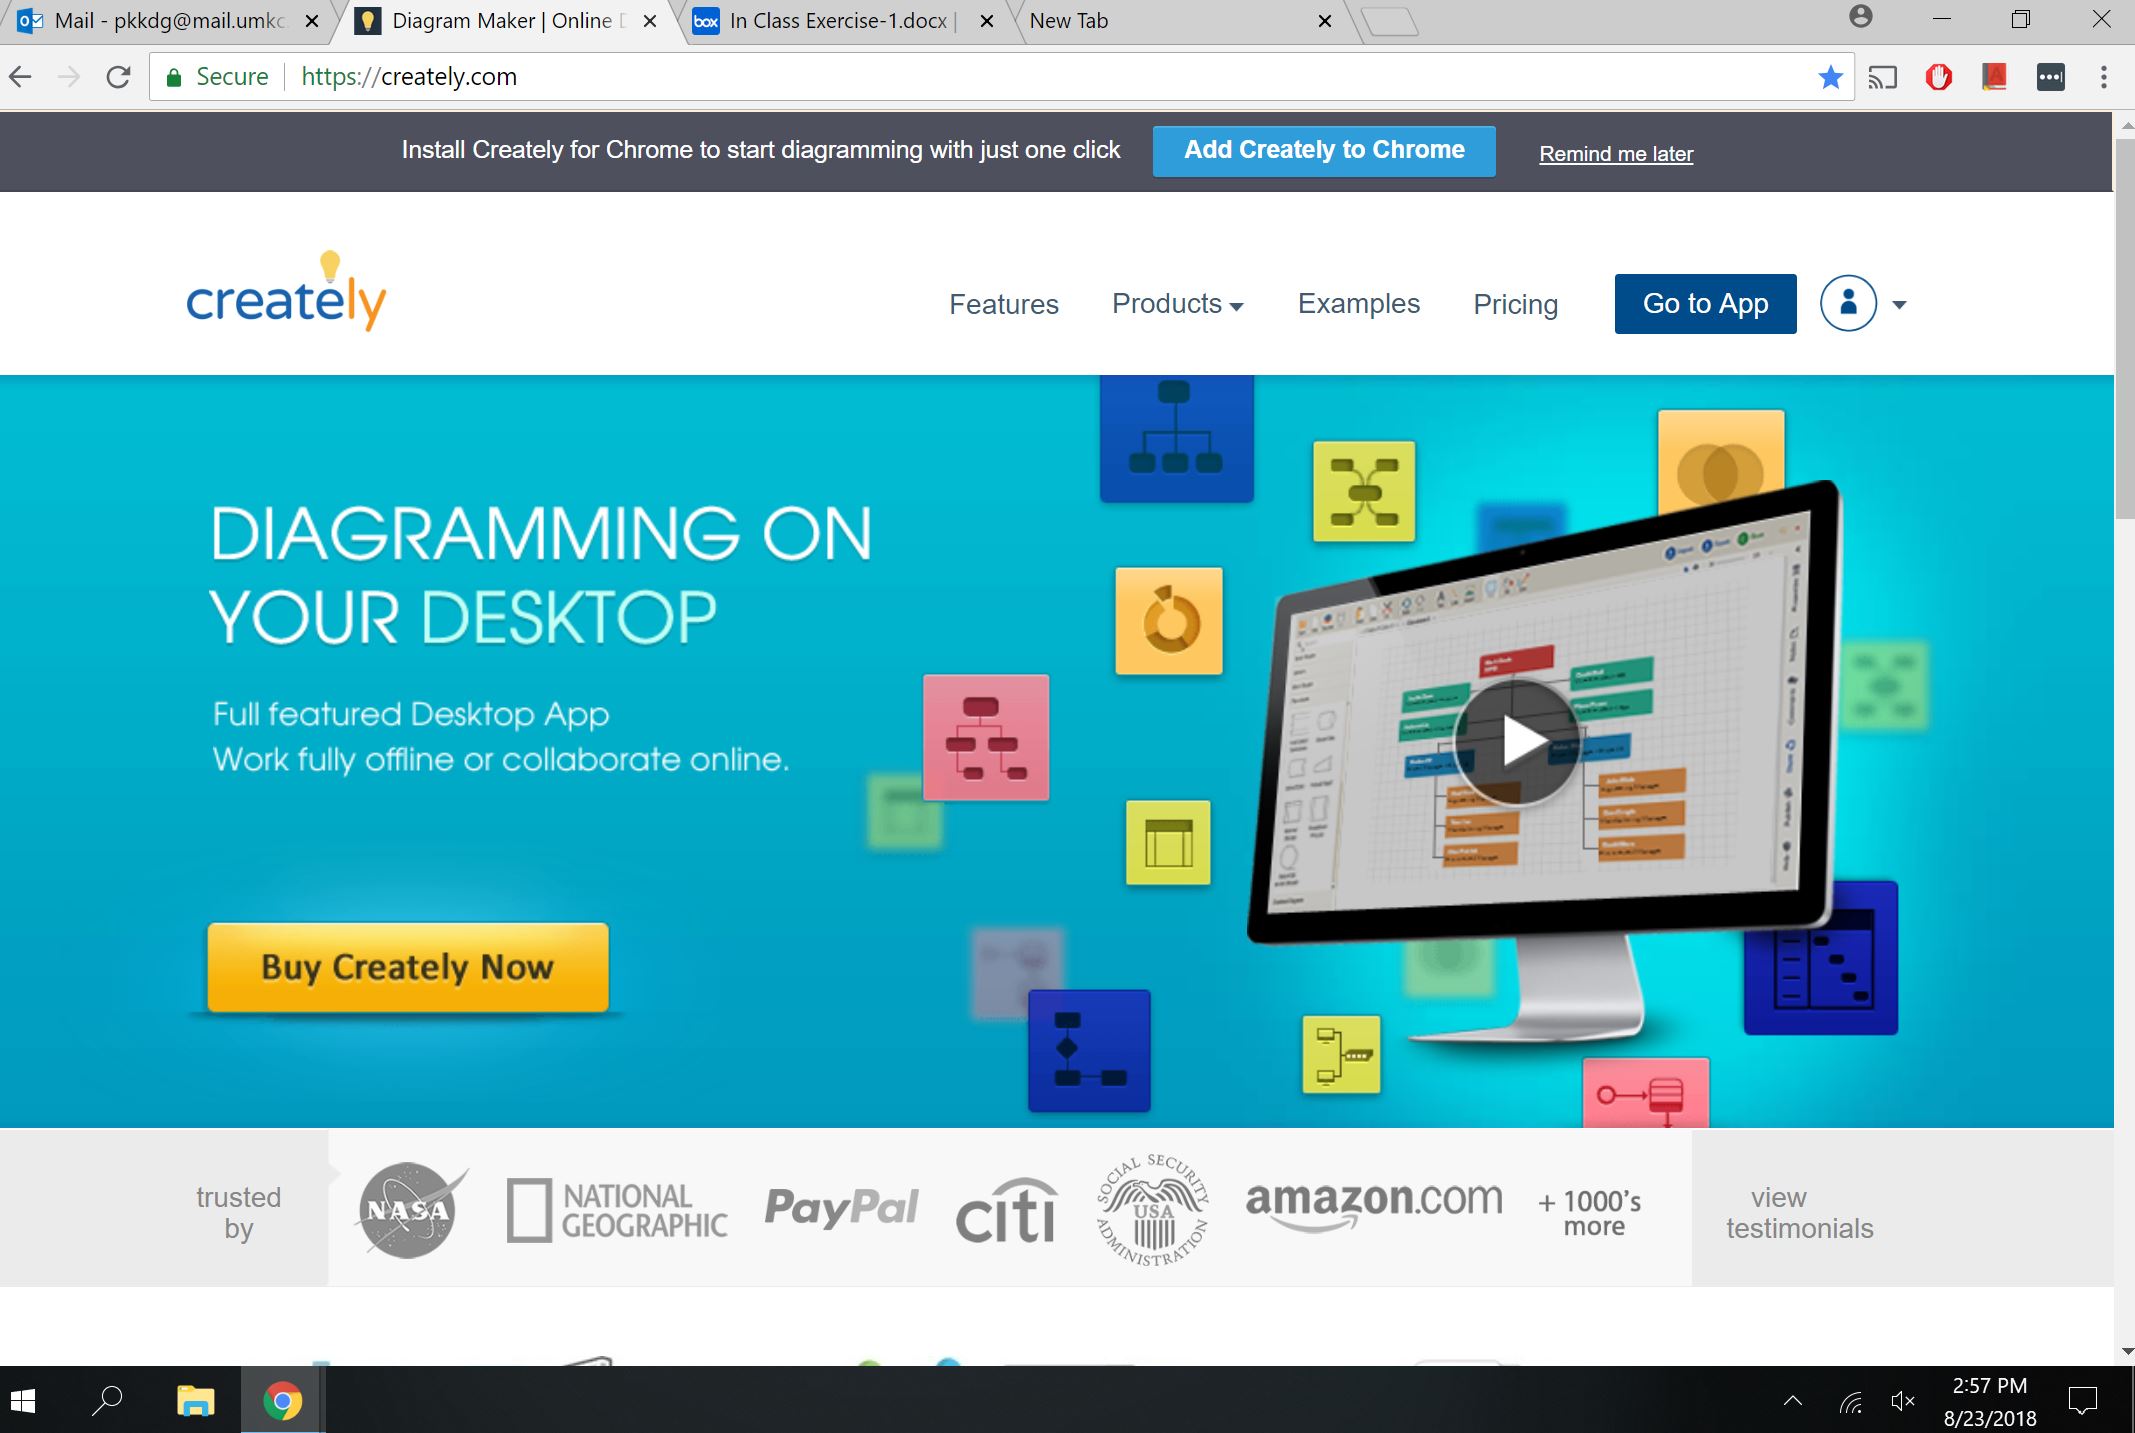 Mail - pkkdg@mail.umkc.
Diagram Maker | Online D
In Class Exercise-1.docx |
New Tab
Secure
https://creately.com
Install Creately for Chrome to start diagramming with just one click
Add Creately to Chrome
Remind me later
creately
Features
Products
Examples
Pricing
Go to App
DIAGRAMMING ON
YOUR DESKTOP
Full featured Desktop App
Work fully offline or collaborate online.
Buy Creately Now
trusted
by
NASA
NATIONAL
GEOGRAPHIC
PayPal
citi
SOCIAL SECURITY
USA
ADMINISTRATION
amazon.com
+ 1000's
more
view
testimonials
2:57 PM
8/23/2018